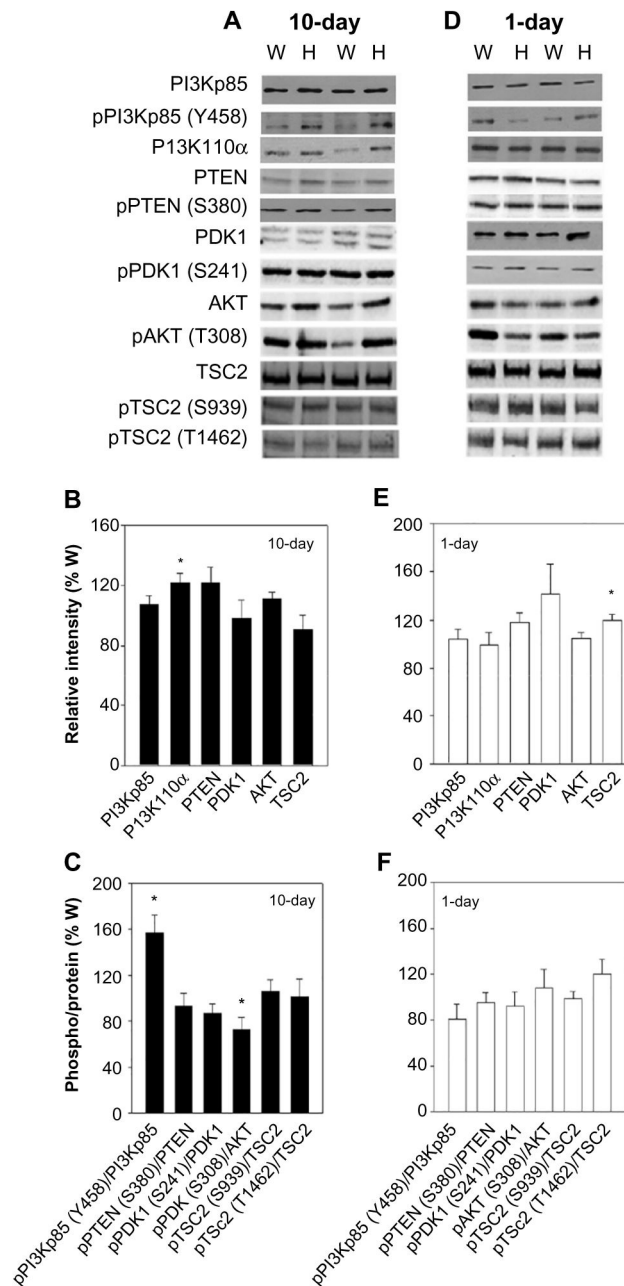 A 10-day
W H W H
D 1-day
W H W H
PI3Kp85
pPI3Kp85 (Y458)
P13K110α
PTEN
pPTEN (S380)
PDK1
pPDK1 (S241)
AKT
pAKT (T308)
TSC2
pTSC2 (S939)
pTSC2 (T1462)
B
10-day
Relative intensity (% W)
160
120
80
40
0
*
PI3Kp85
P13K110α
PTEN
PDK1
AKT
TSC2
E
1-day
200
160
120
80
40
0
*
PI3Kp85
P13K110α
PTEN
PDK1
AKT
TSC2
C
10-day
Phospho/protein (% W)
200
160
120
80
40
0
*
*
pPI3Kp85 (Y458)/PI3Kp85
pPTEN (S380)/PTEN
pPDK1 (S241)/PDK1
pPDK (S308)/AKT
pTSC2 (S939)/TSC2
pTSc2 (T1462)/TSC2
F
1-day
200
160
120
80
40
0
pPI3Kp85 (Y458)/PI3Kp85
pPTEN (S380)/PTEN
pPDK1 (S241)/PDK1
pAKT (S308)/AKT
pTSC2 (S939)/TSC2
pTSc2 (T1462)/TSC2